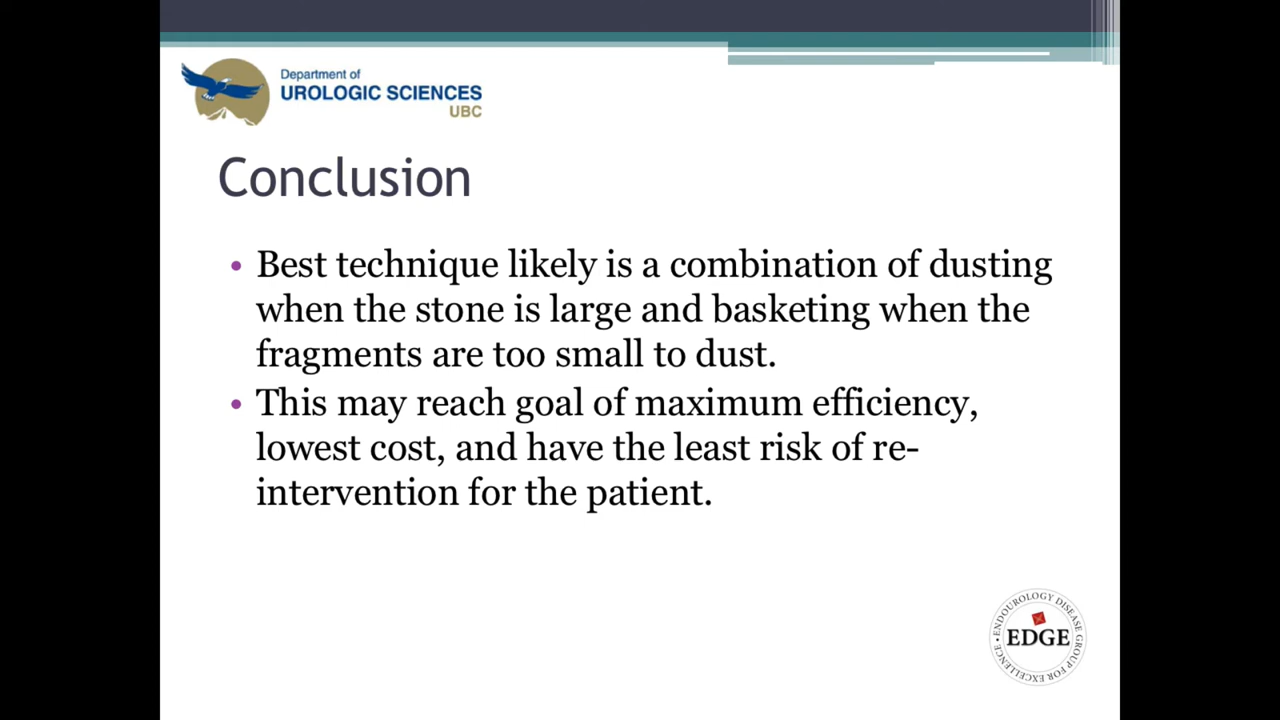 Department of
UROLOGIC SCIENCES
UBC
Conclusion
• Best technique likely is a combination of dusting
when the stone is large and basketing when the
fragments are too small to dust.
• This may reach goal of maximum efficiency,
lowest cost, and have the least risk of re-
intervention for the patient.
• ENDOUROLOGY DISEASE GROUP FOR EXCELLENCE
EDGE